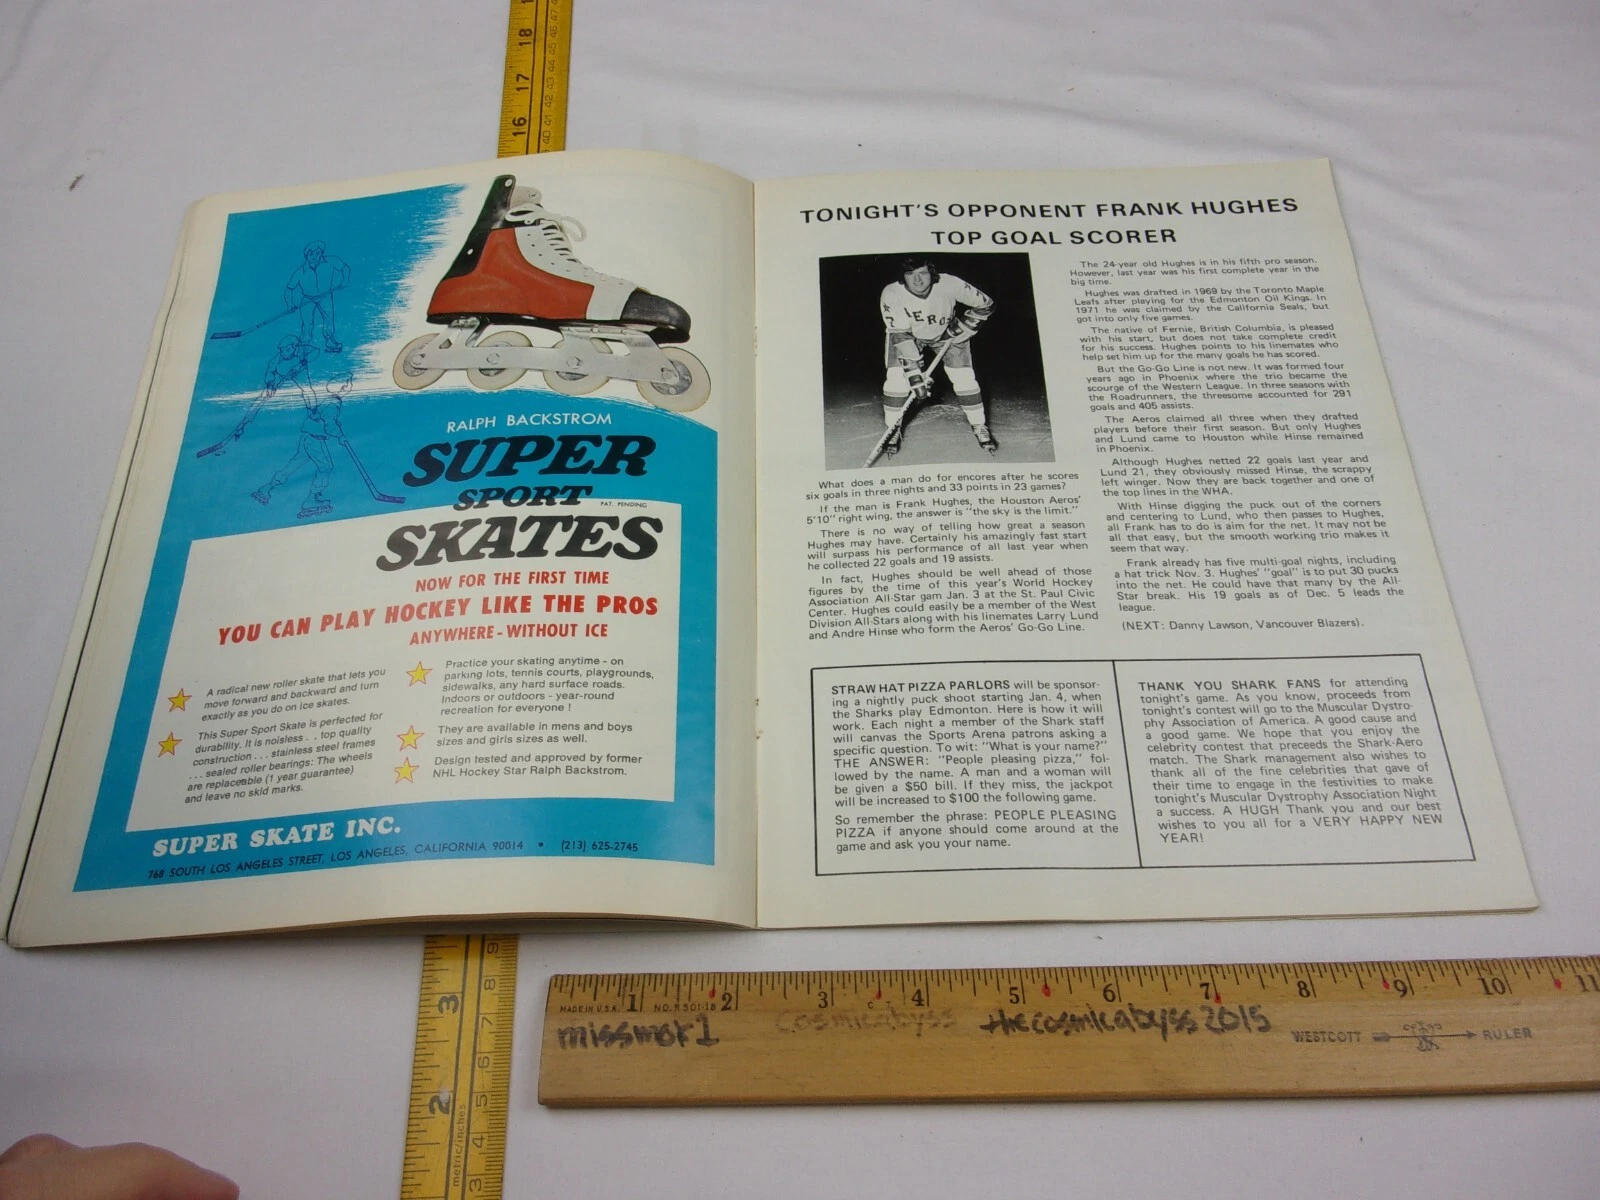 RALPH BACKSTROM
SUPER
SPORT
PAT. PENDING
SKATES
NOW FOR THE FIRST TIME
YOU CAN PLAY HOCKEY LIKE THE PROS
ANYWHERE - WITHOUT ICE
A radical new roller skate that lets you
move forward and backward and turn
exactly as you do on ice skates.
This Super Sport Skate is perfected for
durability. It is noiseless . . top quality
construction . . . stainless steel frames
. . . sealed roller bearings: The wheels
are replaceable (1 year guarantee)
and leave no skid marks.
Practice your skating anytime - on
parking lots, tennis courts, playgrounds,
sidewalks, any hard surface roads.
Indoors or outdoors - year-round
recreation for everyone !
They are available in mens and boys
sizes and girls sizes as well.
Design tested and approved by former
NHL Hockey Star Ralph Backstrom.
SUPER SKATE INC.
768 SOUTH LOS ANGELES STREET, LOS ANGELES, CALIFORNIA 90014 • (213) 625-2745
TONIGHT'S OPPONENT FRANK HUGHES
TOP GOAL SCORER
AEROS
What does a man do for encores after he scores
six goals in three nights and 33 points in 23 games?
If the man is Frank Hughes, the Houston Aeros'
5'10" right wing, the answer is "the sky is the limit."
There is no way of telling how great a season
Hughes may have. Certainly his amazingly fast start
will surpass his performance of all last year when
he collected 22 goals and 19 assists.
In fact, Hughes should be well ahead of those
figures by the time of this year's World Hockey
Association All-Star gam Jan. 3 at the St. Paul Civic
Center. Hughes could easily be a member of the West
Division All-Stars along with his linemates Larry Lund
and Andre Hinse who form the Aeros' Go-Go Line.
The 24-year old Hughes is in his fifth pro season.
However, last year was his first complete year in the
big time.
Hughes was drafted in 1969 by the Toronto Maple
Leafs after playing for the Edmonton Oil Kings. In
1971 he was claimed by the California Seals, but
got into only five games.
The native of Fernie, British Columbia, is pleased
with his start, but does not take complete credit
for his success. Hughes points to his linemates who
help set him up for the many goals he has scored.
But the Go-Go Line is not new. It was formed four
years ago in Phoenix where the trio became the
scourge of the Western League. In three seasons with
the Roadrunners, the threesome accounted for 291
goals and 405 assists.
The Aeros claimed all three when they drafted
players before their first season. But only Hughes
and Lund came to Houston while Hinse remained
in Phoenix.
Although Hughes netted 22 goals last year and
Lund 21, they obviously missed Hinse, the scrappy
left winger. Now they are back together and one of
the top lines in the WHA.
With Hinse digging the puck out of the corners
and centering to Lund, who then passes to Hughes,
all Frank has to do is aim for the net. It may not be
all that easy, but the smooth working trio makes it
seem that way.
Frank already has five multi-goal nights, including
a hat trick Nov. 3. Hughes' "goal" is to put 30 pucks
into the net. He could have that many by the All-
Star break. His 19 goals as of Dec. 5 leads the
league.
(NEXT: Danny Lawson, Vancouver Blazers).
STRAW HAT PIZZA PARLORS will be sponsor-
ing a nightly puck shoot starting Jan. 4, when
the Sharks play Edmonton. Here is how it will
work. Each night a member of the Shark staff
will canvas the Sports Arena patrons asking a
specific question. To wit: "What is your name?"
THE ANSWER: "People pleasing pizza," fol-
lowed by the name. A man and a woman will
be given a $50 bill. If they miss, the jackpot
will be increased to $100 the following game.
So remember the phrase: PEOPLE PLEASING
PIZZA if anyone should come around at the
game and ask you your name.
THANK YOU SHARK FANS for attending
tonight's game. As you know, proceeds from
tonight's contest will go to the Muscular Dystro-
phy Association of America. A good cause and
a good game. We hope that you enjoy the
celebrity contest that preceeds the Shark-Aero
match. The Shark management also wishes to
thank all of the fine celebrities that gave of
their time to engage in the festivities to make
tonight's Muscular Dystrophy Association Night
a success. A HUGH Thank you and our best
wishes to you all for a VERY HAPPY NEW
YEAR!
16 17 18
3
2
metric/inches
3 4 5 6 7 8 9
1 2 3 4 5 6 7 8 9 10 11
MADE IN U.S.A.
missmor1 cosmicabyss thecosmicabyss2015
WESTCOTT RULER